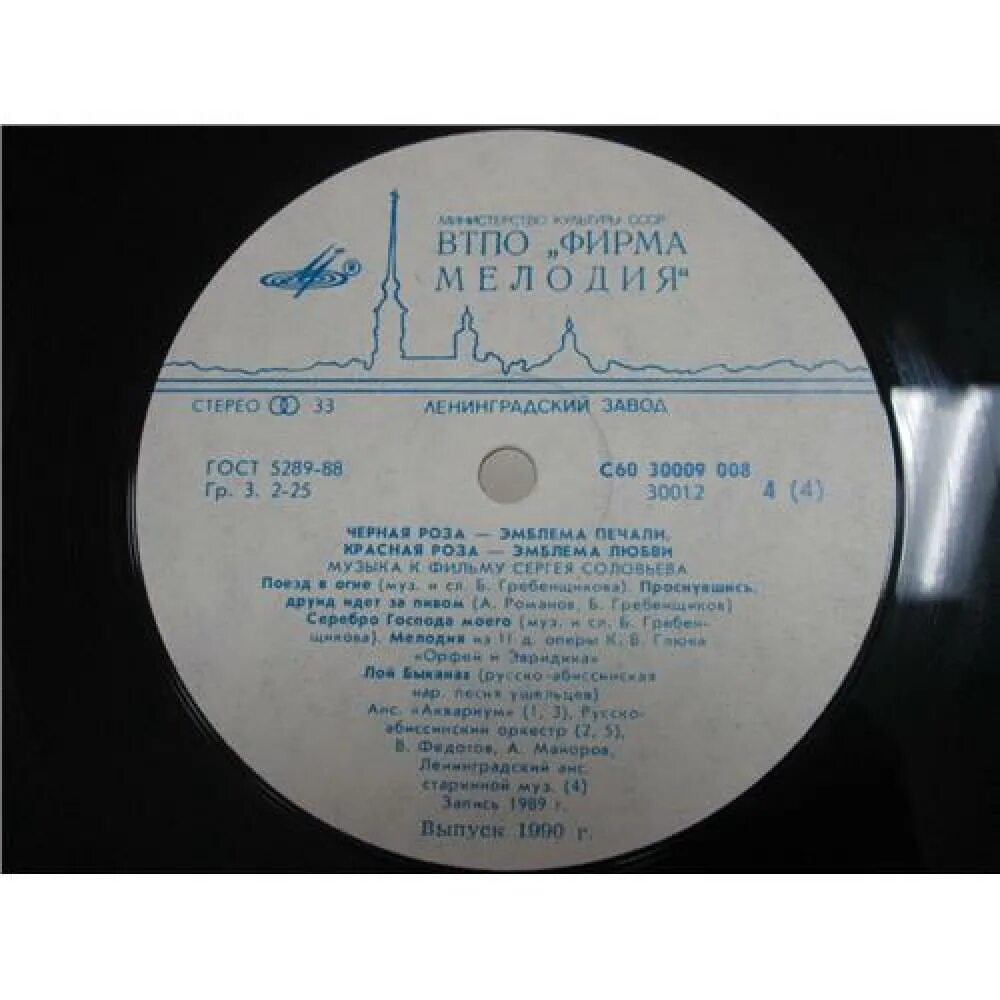 МИНИСТЕРСТВО КУЛЬТУРЫ СССР
ВТПО „ФИРМА
МЕЛОДИЯ“
СТЕРЕО 33 ЛЕНИНГРАДСКИЙ ЗАВОД
ГОСТ 5289-88 С60 30009 008
Гр. 3. 2-25 30012 4 (4)
ЧЕРНАЯ РОЗА — ЭМБЛЕМА ПЕЧАЛИ,
КРАСНАЯ РОЗА — ЭМБЛЕМА ЛЮБВИ
МУЗЫКА К ФИЛЬМУ СЕРГЕЯ СОЛОВЬЕВА
Поезд в огне (муз. и сл. Б. Гребенщикова). Проснувшись,
друид идет за пивом (А. Романов, Б. Гребенщиков)
Серебро Господа моего (муз. и сл. Б. Гребен-
щикова). Мелодия из II д. оперы К. В. Глюка
«Орфей и Эвридика»
Лой Быканах (русско-абиссинская
нар. песня ушельцев)
Анс. «Аквариум» (1, 3), Русско-
абиссинский оркестр (2, 5),
В. Федотов, А. Макоров,
Ленинградский анс.
старинной муз. (4)
Запись 1989 г.
Выпуск 1990 г.